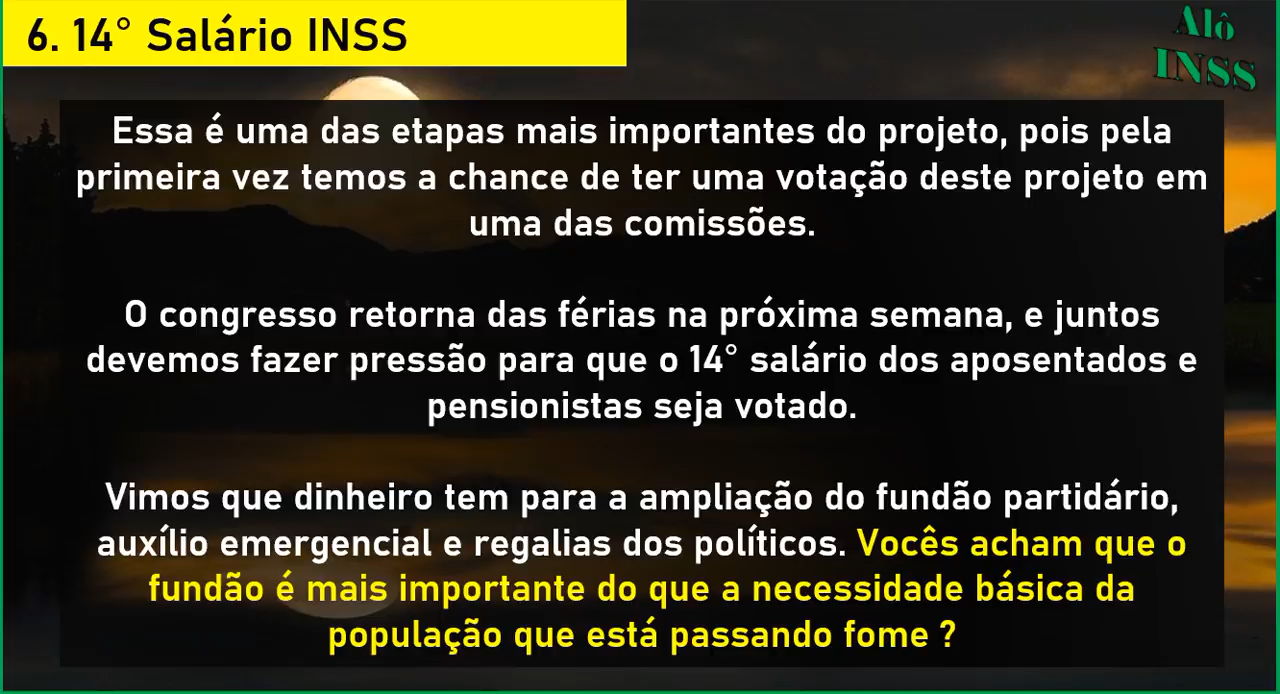 6. 14° Salário INSS
Alô
INSS
Essa é uma das etapas mais importantes do projeto, pois pela
primeira vez temos a chance de ter uma votação deste projeto em
uma das comissões.
O congresso retorna das férias na próxima semana, e juntos
devemos fazer pressão para que o 14° salário dos aposentados e
pensionistas seja votado.
Vimos que dinheiro tem para a ampliação do fundão partidário,
auxílio emergencial e regalias dos políticos. Vocês acham que o
fundão é mais importante do que a necessidade básica da
população que está passando fome ?